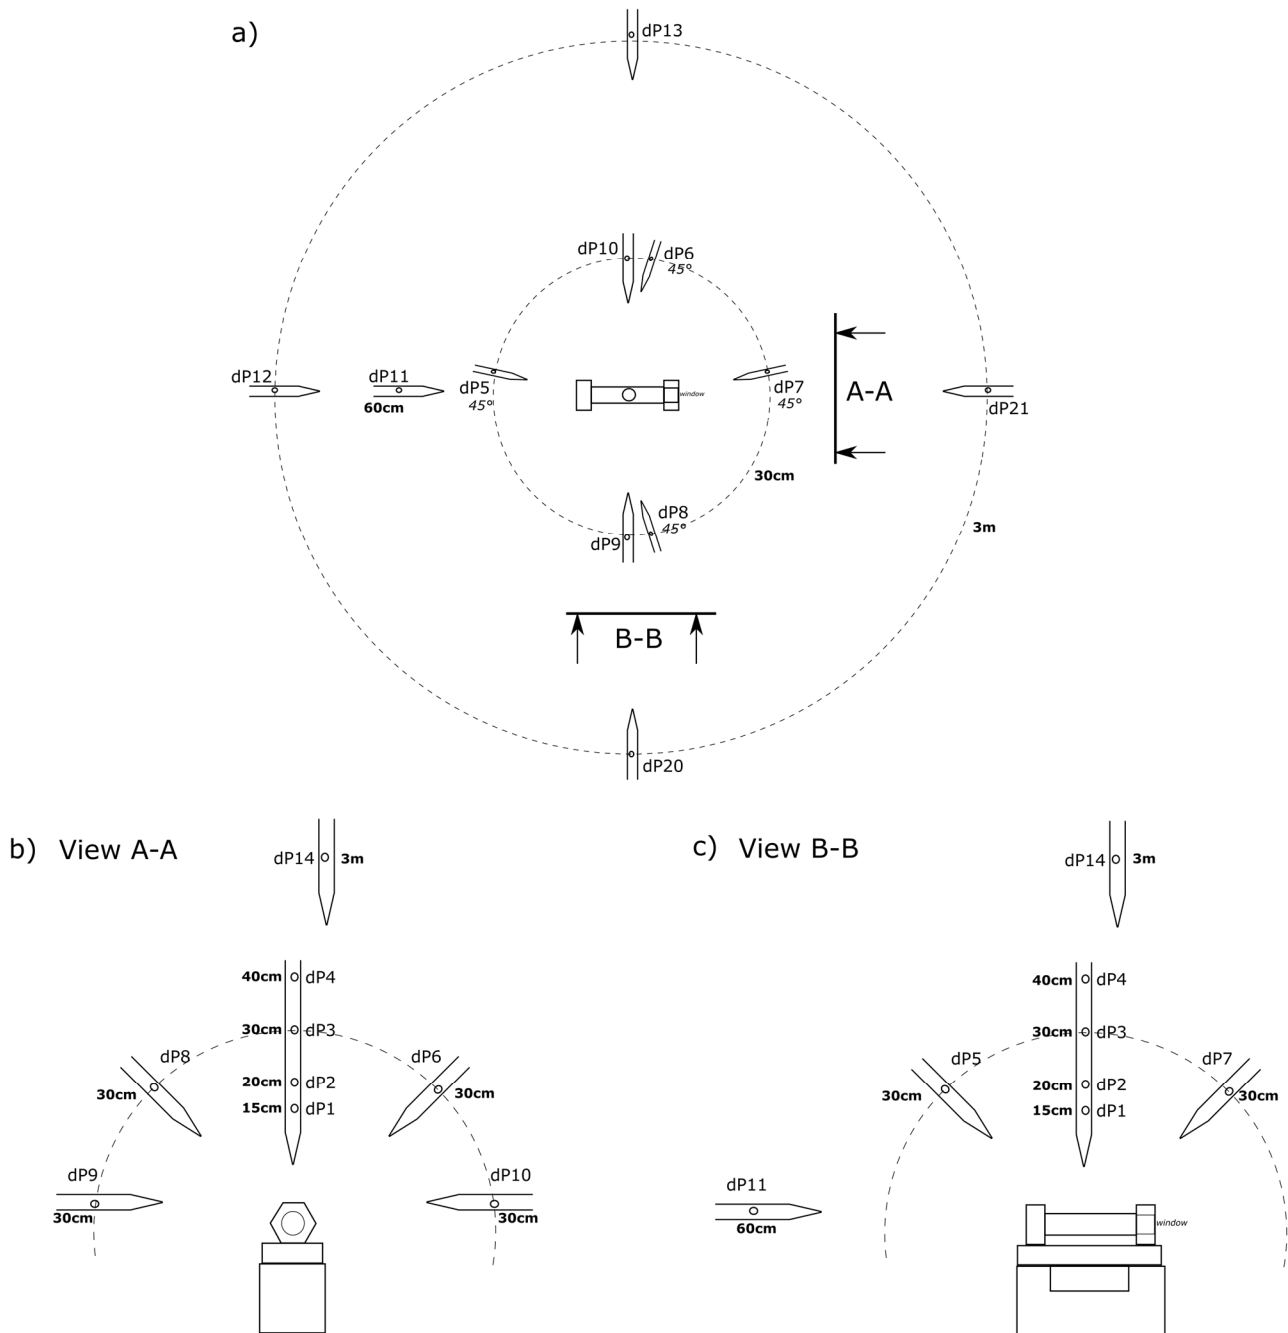 a)
dP13
dP10
dP6
45°
dP12
dP11
60cm
dP5
45°
window
dP7
45°
A-A
dP21
30cm
dP8
45°
dP9
3m
B-B
dP20
b) View A-A
dP14 3m
40cm dP4
30cm dP3
dP8
30cm
dP6
30cm
20cm dP2
15cm dP1
dP9
30cm
dP10
30cm
c) View B-B
dP14 3m
40cm dP4
30cm dP3
dP5
30cm
dP7
30cm
20cm dP2
15cm dP1
dP11
60cm
window